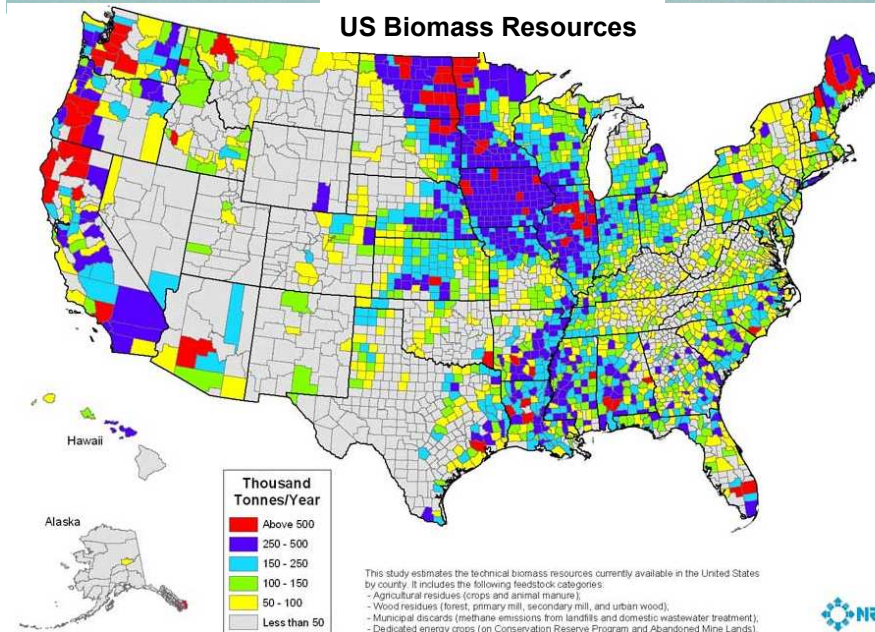 US Biomass Resources
Hawaii
Alaska
Thousand
Tonnes/Year
Above 500
250 - 500
150 - 250
100 - 150
50 - 100
Less than 50
This study estimates the technical biomass resources currently available in the United States
by county. It includes the following feedstock categories:
- Agricultural residues (crops and animal manure);
- Wood residues (forest, primary mill, secondary mill, and urban wood);
- Municipal discards (methane emissions from landfills and domestic wastewater treatment);
- Dedicated energy crops (on Conservation Reserve Program and Abandoned Mine Lands).